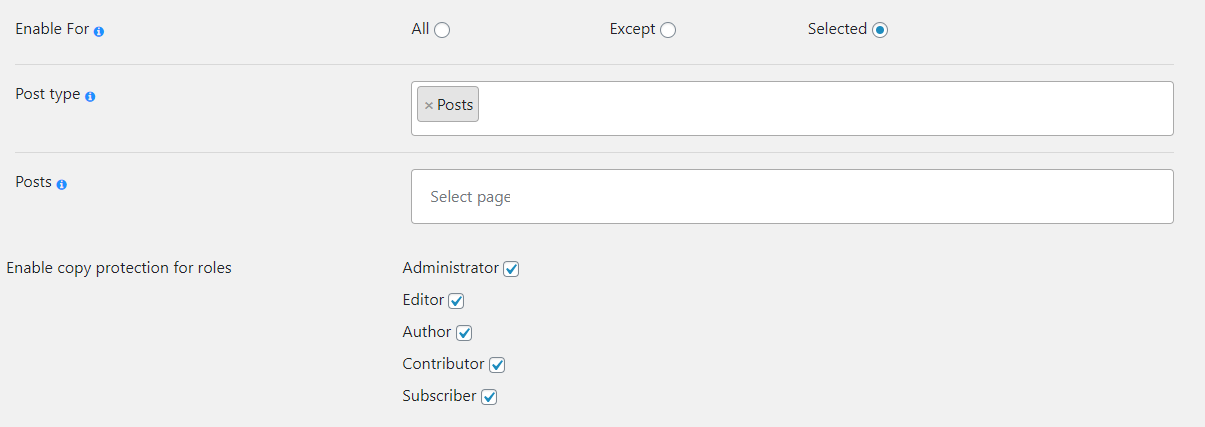 Enable For All Except Selected
Post type × Posts
Posts Select page
Enable copy protection for roles Administrator
Editor
Author
Contributor
Subscriber